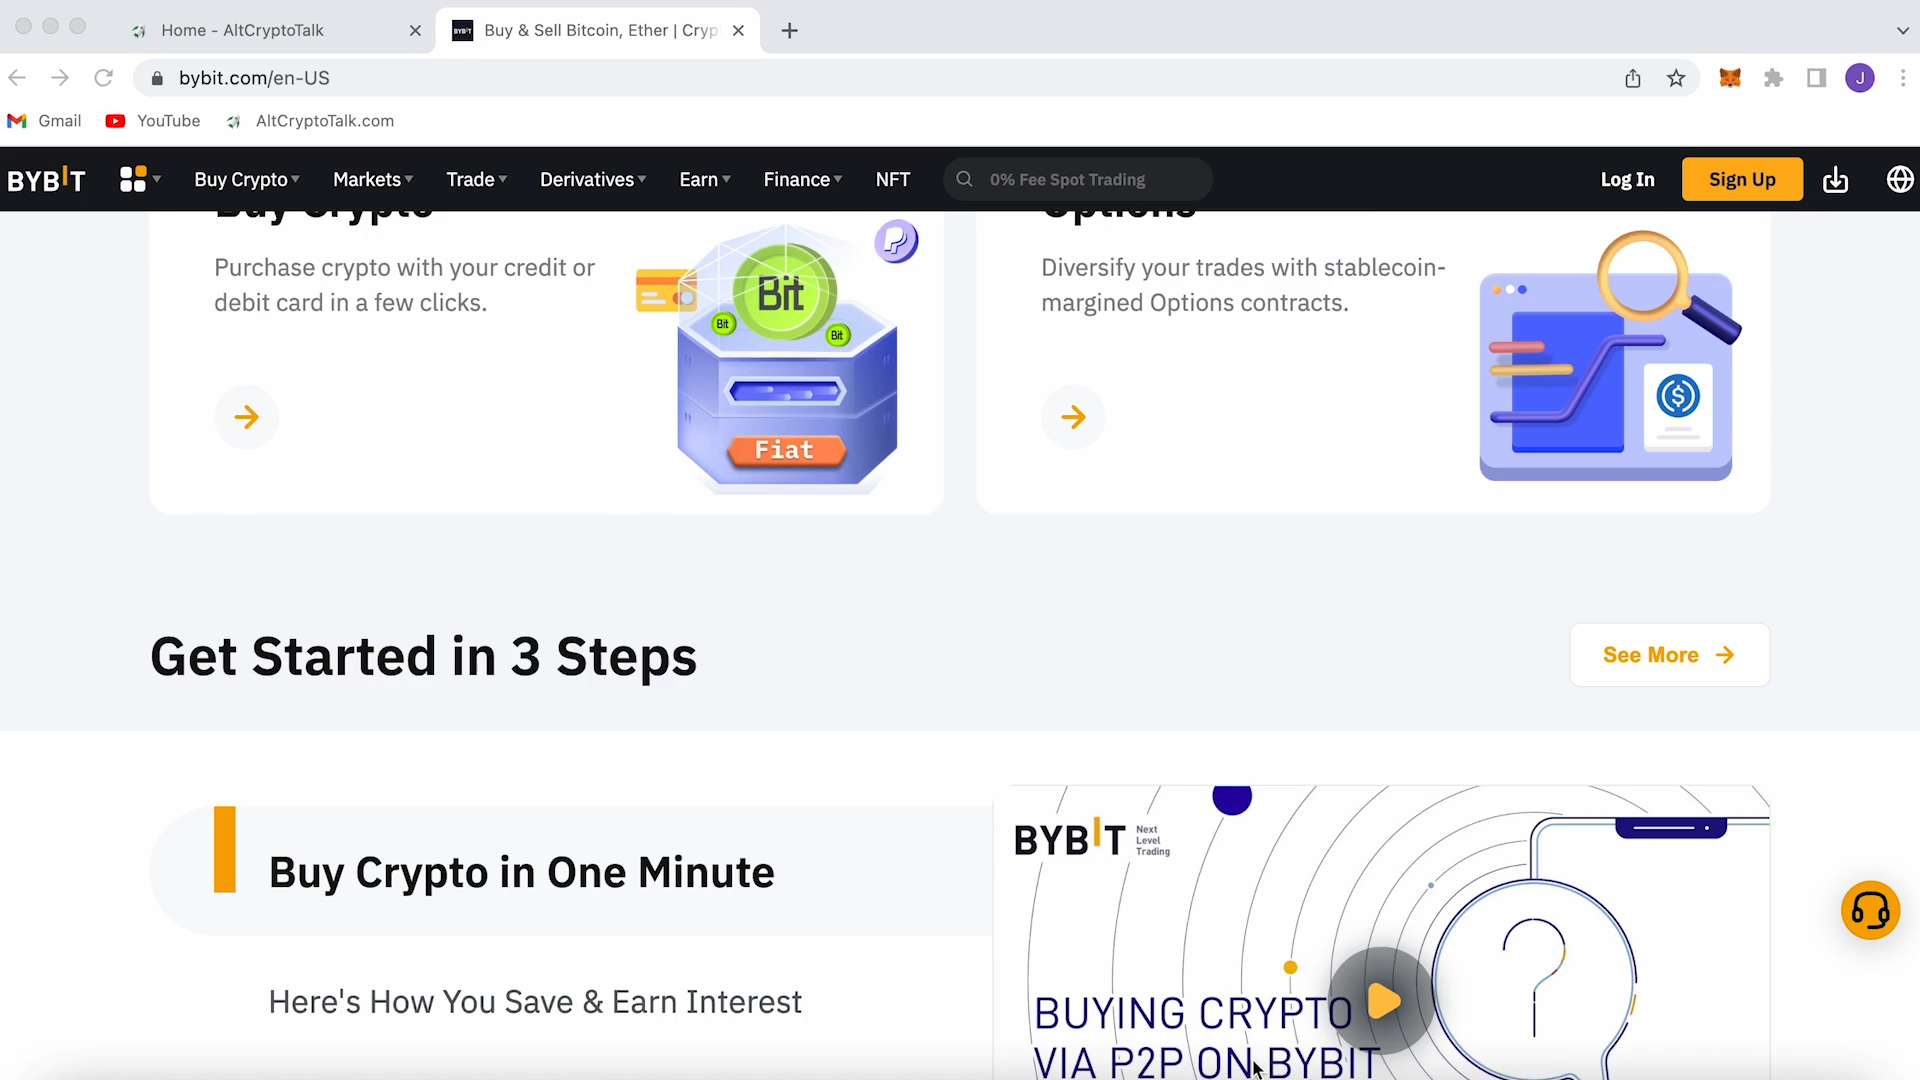 Home - AltCryptoTalk
Buy & Sell Bitcoin, Ether | Cryp
bybit.com/en-US
J
Gmail
YouTube
AltCryptoTalk.com
BYBIT
Buy Crypto
Markets
Trade
Derivatives
Earn
Finance
NFT
0% Fee Spot Trading
Log In
Sign Up
Buy Crypto
Options
Purchase crypto with your credit or
debit card in a few clicks.
Bit
Bit
Bit
Fiat
Diversify your trades with stablecoin-
margined Options contracts.
Get Started in 3 Steps
See More
Buy Crypto in One Minute
Here's How You Save & Earn Interest
BYBIT
Next
Level
Trading
BUYING CRYPTO
VIA P2P ON BYBIT